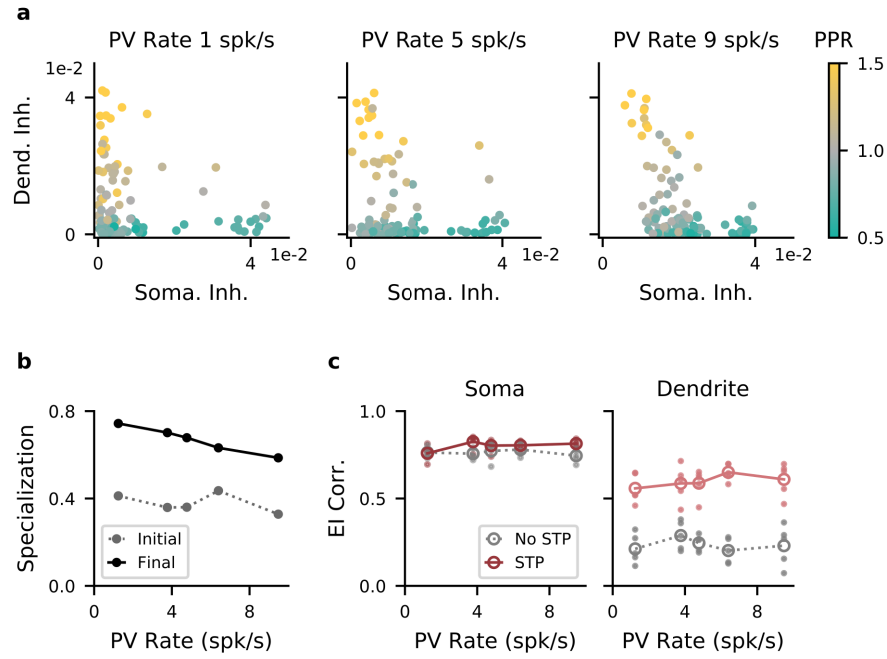 a
PV Rate 1 spk/s
PV Rate 5 spk/s
PV Rate 9 spk/s
PPR
1e-2
4
0
Dend. Inh.
0
4
1e-2
Soma. Inh.
0
4
1e-2
Soma. Inh.
0
4
1e-2
Soma. Inh.
1.5
1.0
0.5
b
0.8
0.4
0.0
Specialization
Initial
Final
0
4
8
PV Rate (spk/s)
c
Soma
Dendrite
1.0
0.5
0.0
EI Corr.
No STP
STP
0
4
8
PV Rate (spk/s)
0
4
8
PV Rate (spk/s)